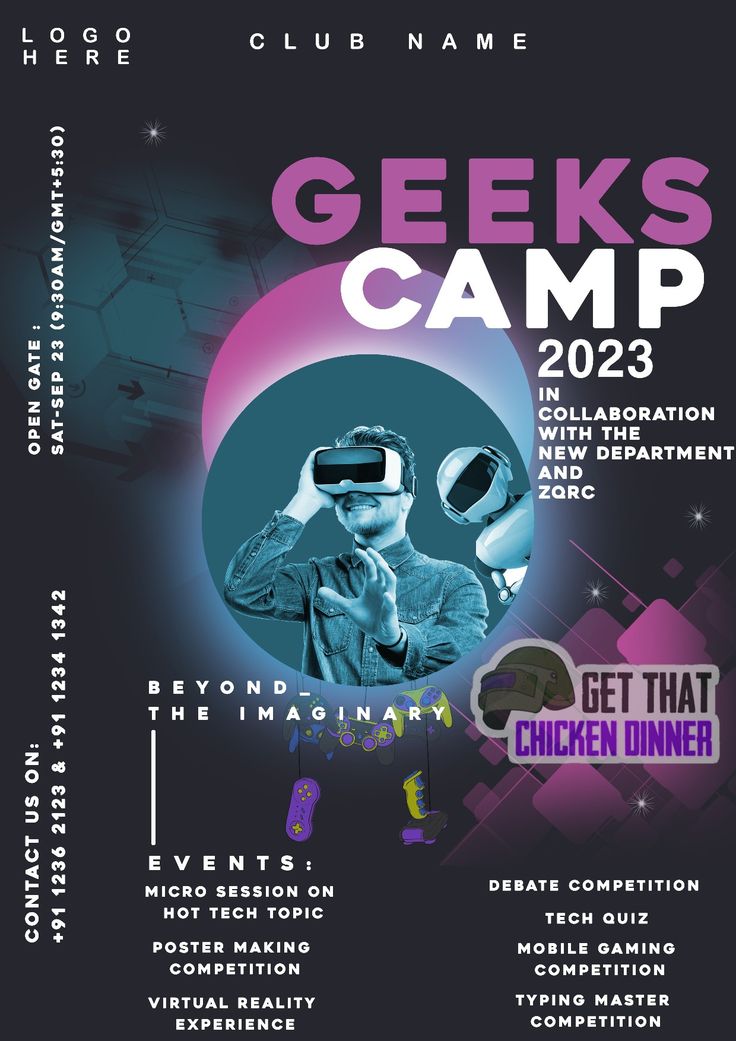 LOGO
HERE
CLUB NAME
OPEN GATE :
SAT-SEP 23 (9:30AM/GMT+5:30)
GEEKS
CAMP
2023
IN
COLLABORATION
WITH THE
NEW DEPARTMENT
AND
ZQRC
GET THAT
CHICKEN DINNER
BEYOND_
THE IMAGINARY
CONTACT US ON:
+91 1236 2123 & +91 1234 1342
EVENTS:
MICRO SESSION ON
HOT TECH TOPIC
POSTER MAKING
COMPETITION
VIRTUAL REALITY
EXPERIENCE
DEBATE COMPETITION
TECH QUIZ
MOBILE GAMING
COMPETITION
TYPING MASTER
COMPETITION